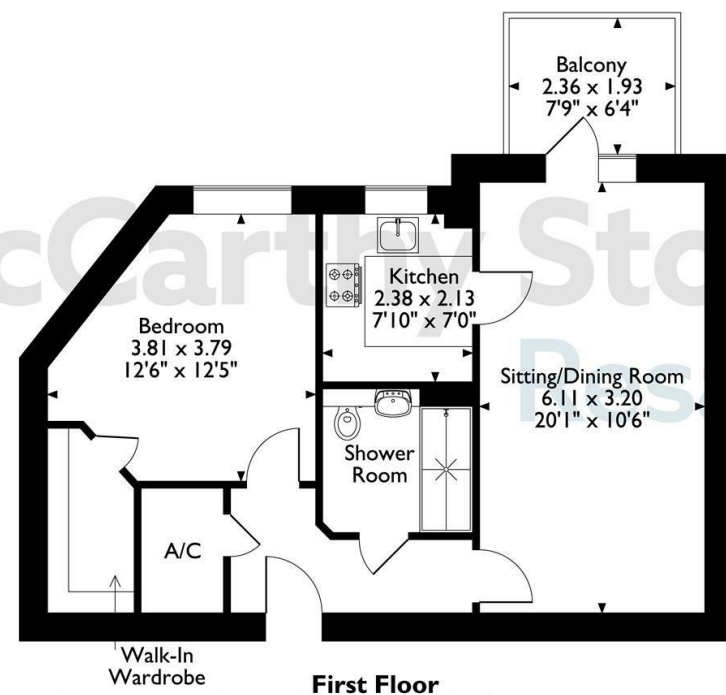 Balcony
2.36 x 1.93
7'9" x 6'4"
McCarthy Sto
Kitchen
2.38 x 2.13
7'10" x 7'0"
Bedroom
3.81 x 3.79
12'6" x 12'5"
Sitting/Dining Room
6.11 x 3.20
20'1" x 10'6"
Shower
Room
A/C
Walk-In
Wardrobe
First Floor